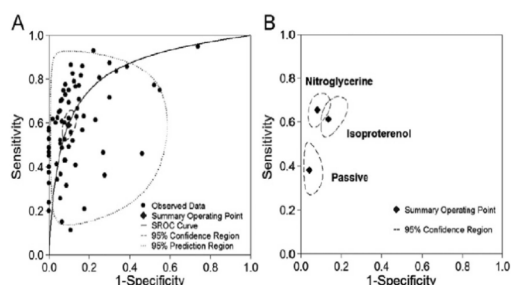 A
B
1.0
0.8
0.6
0.4
0.2
0.0
Sensitivity
0.0 0.2 0.4 0.6 0.8 1.0
1-Specificity
Observed Data
Summary Operating Point
SROC Curve
95% Confidence Region
95% Prediction Region
1.0
0.8
0.6
0.4
0.2
0.0
Sensitivity
Nitroglycerine
Isoproterenol
Passive
Summary Operating Point
95% Confidence Region
0.0 0.2 0.4 0.6 0.8 1.0
1-Specificity